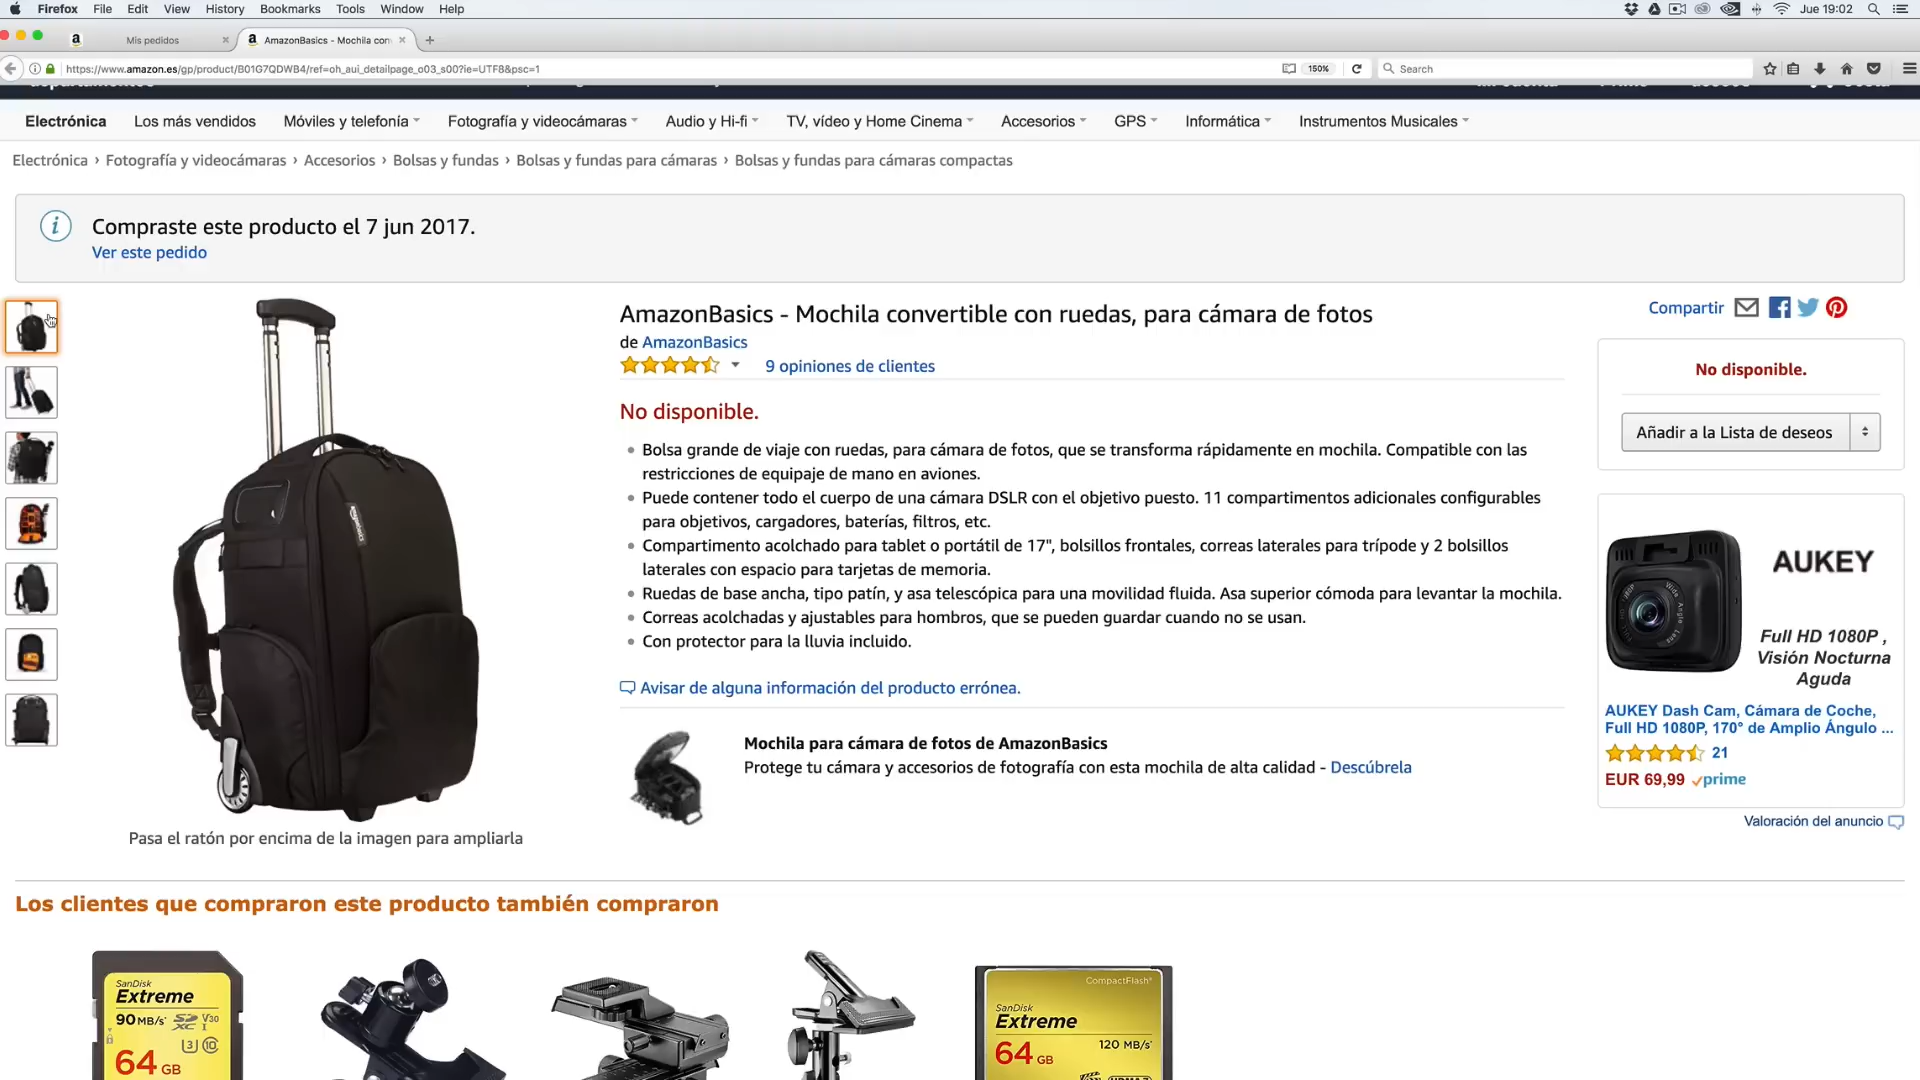 Firefox File Edit View History Bookmarks Tools Window Help
Jue 19:02
Mis pedidos
AmazonBasics - Mochila con
https://www.amazon.es/gp/product/B01G7QDWB4/ref=oh_aui_detailpage_o03_s00?ie=UTF8&psc=1
150%
Search
Electrónica Los más vendidos Móviles y telefonía Fotografía y videocámaras Audio y Hi-fi TV, vídeo y Home Cinema Accesorios GPS Informática Instrumentos Musicales
Electrónica › Fotografía y videocámaras › Accesorios › Bolsas y fundas › Bolsas y fundas para cámaras › Bolsas y fundas para cámaras compactas
Compraste este producto el 7 jun 2017.
Ver este pedido
AmazonBasics - Mochila convertible con ruedas, para cámara de fotos
de AmazonBasics
9 opiniones de clientes
No disponible.
Bolsa grande de viaje con ruedas, para cámara de fotos, que se transforma rápidamente en mochila. Compatible con las
restricciones de equipaje de mano en aviones.
Puede contener todo el cuerpo de una cámara DSLR con el objetivo puesto. 11 compartimentos adicionales configurables
para objetivos, cargadores, baterías, filtros, etc.
Compartimento acolchado para tablet o portátil de 17", bolsillos frontales, correas laterales para trípode y 2 bolsillos
laterales con espacio para tarjetas de memoria.
Ruedas de base ancha, tipo patín, y asa telescópica para una movilidad fluida. Asa superior cómoda para levantar la mochila.
Correas acolchadas y ajustables para hombros, que se pueden guardar cuando no se usan.
Con protector para la lluvia incluido.
Avisar de alguna información del producto errónea.
Mochila para cámara de fotos de AmazonBasics
Protege tu cámara y accesorios de fotografía con esta mochila de alta calidad - Descúbrela
Pasa el ratón por encima de la imagen para ampliarla
Compartir
No disponible.
Añadir a la Lista de deseos
AUKEY
Full HD 1080P ,
Visión Nocturna
Aguda
AUKEY Dash Cam, Cámara de Coche,
Full HD 1080P, 170° de Amplio Ángulo ...
21
EUR 69,99 prime
Valoración del anuncio
Los clientes que compraron este producto también compraron
SanDisk
Extreme
90 MB/s* SDXC I V30
U3 10
64 GB
CompactFlash®
SanDisk
Extreme
120 MB/s*
64 GB